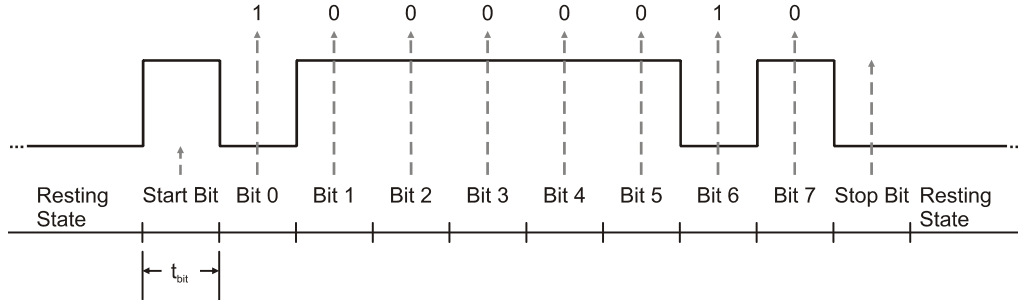 1 0 0 0 0 0 1 0
... ...
Start Bit Bit 0 Bit 1 Bit 2 Bit 3 Bit 4 Bit 5 Bit 6 Bit 7 Stop Bit
Resting
State
Resting
State
tbit